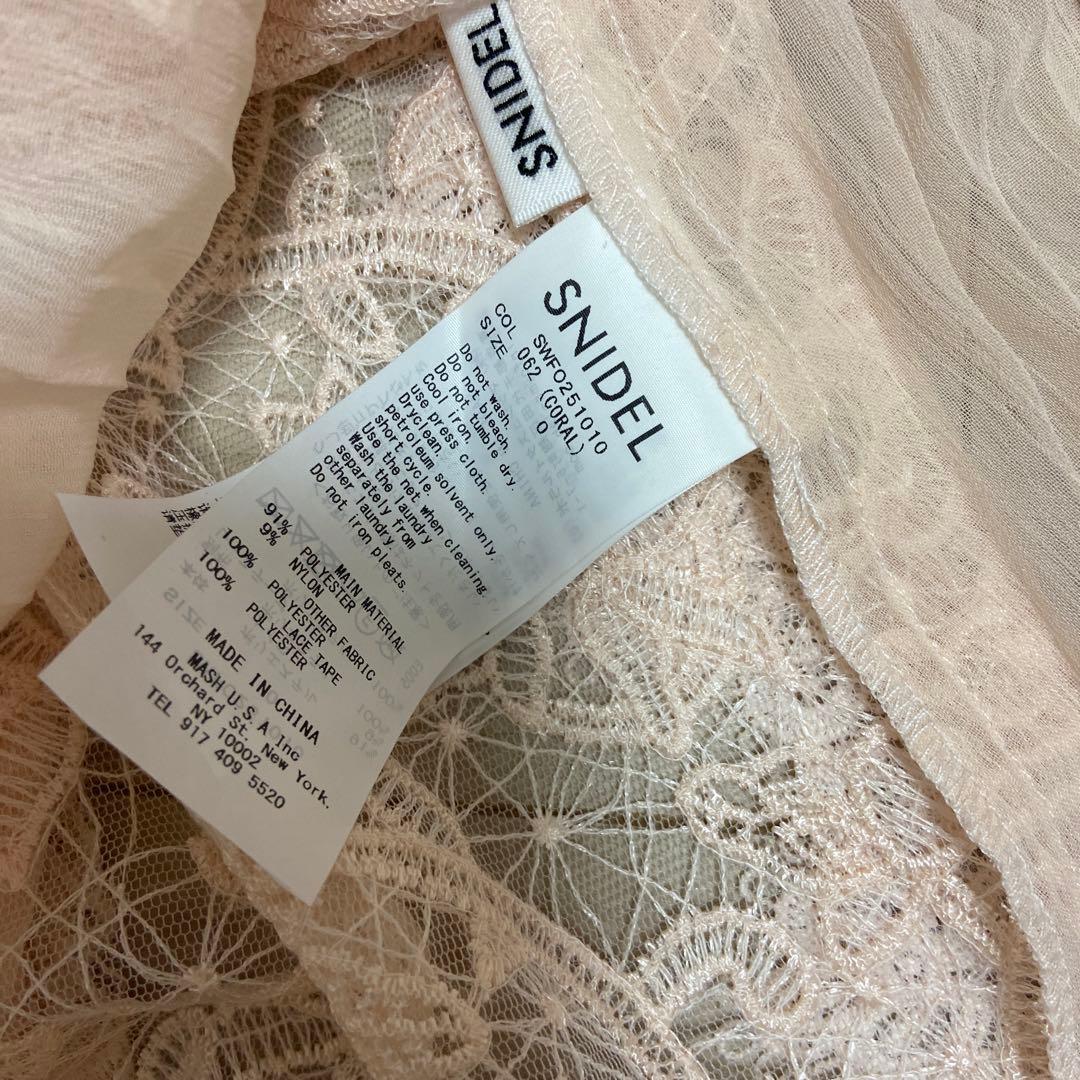 SNIDEL
SNIDEL
SWFO251010
COL 062 (CORAL)
SIZE 0
Do not wash.
Do not bleach.
Do not tumble dry.
Cool iron.
use press cloth.
Dryclean.
petroleum solvent only,
short cycle.
Use the net when cleaning.
Wash the laundry
separately from
other laundry.
Do not iron pleats.
MAIN MATERIAL
91% POLYESTER
9% NYLON
OTHER FABRIC
100% POLYESTER
LACE TAPE
100% POLYESTER
MADE IN CHINA
MASH U.S.A Inc
144 Orchard St. New York.
NY 10002
TEL 917 409 5520